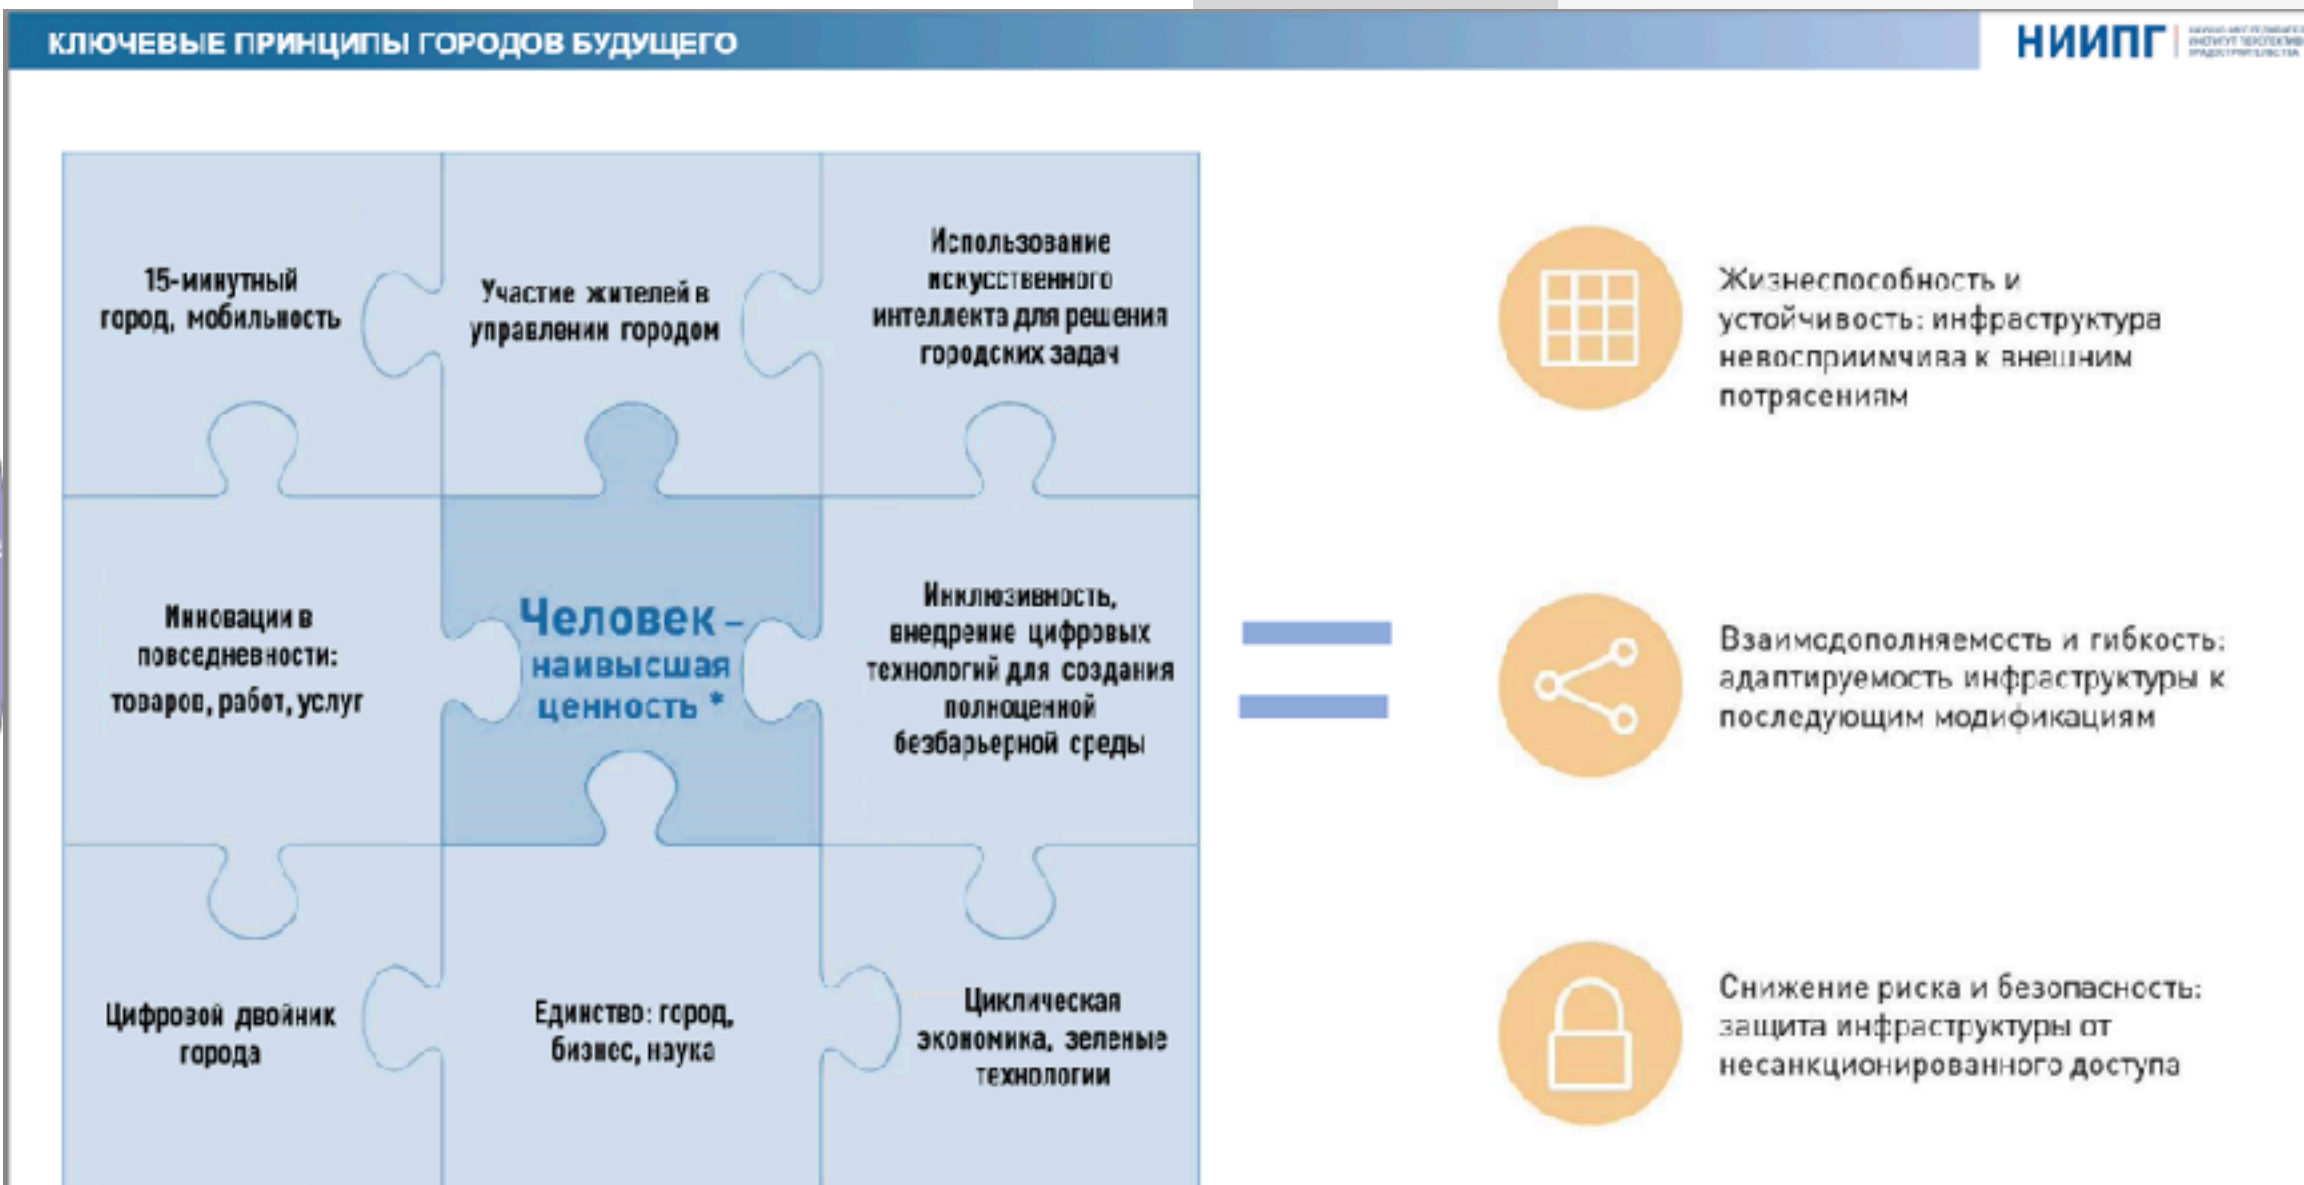 КЛЮЧЕВЫЕ ПРИНЦИПЫ ГОРОДОВ БУДУЩЕГО
НИИПГ
15-минутный
город, мобильность
Участие жителей в
управлении городом
Использование
искусственного
интеллекта для решения
городских задач
Инновации в
повседневности:
товаров, работ, услуг
Человек –
наивысшая
ценность *
Инклюзивность,
внедрение цифровых
технологий для создания
полноценной
безбарьерной среды
Цифровой двойник
города
Единство: город,
бизнес, наука
Циклическая
экономика, зеленые
технологии
Жизнеспособность и
устойчивость: инфраструктура
невосприимчива к внешним
потрясениям
Взаимодополняемость и гибкость:
адаптируемость инфраструктуры к
последующим модификациям
Снижение риска и безопасность:
защита инфраструктуры от
несанкционированного доступа